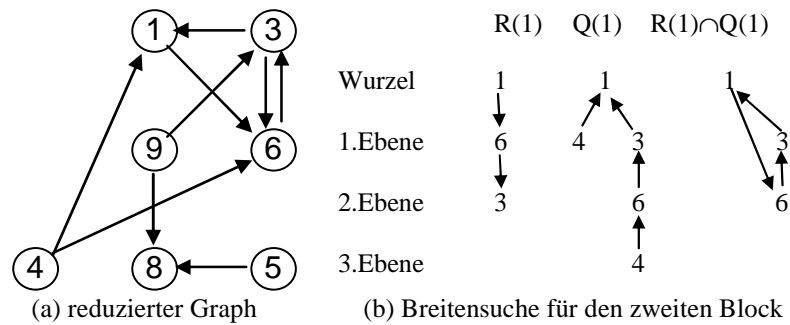 1 3
9 6
4 8 5
(a) reduzierter Graph
R(1) Q(1) R(1)∩Q(1)
Wurzel 1 1 1
1.Ebene 6 4 3 3
2.Ebene 3 6 6
3.Ebene 4
(b) Breitensuche für den zweiten Block